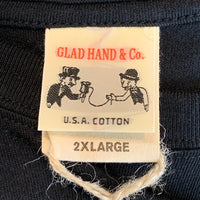 GLAD HAND & Co.
U.S.A. COTTON
2XLARGE